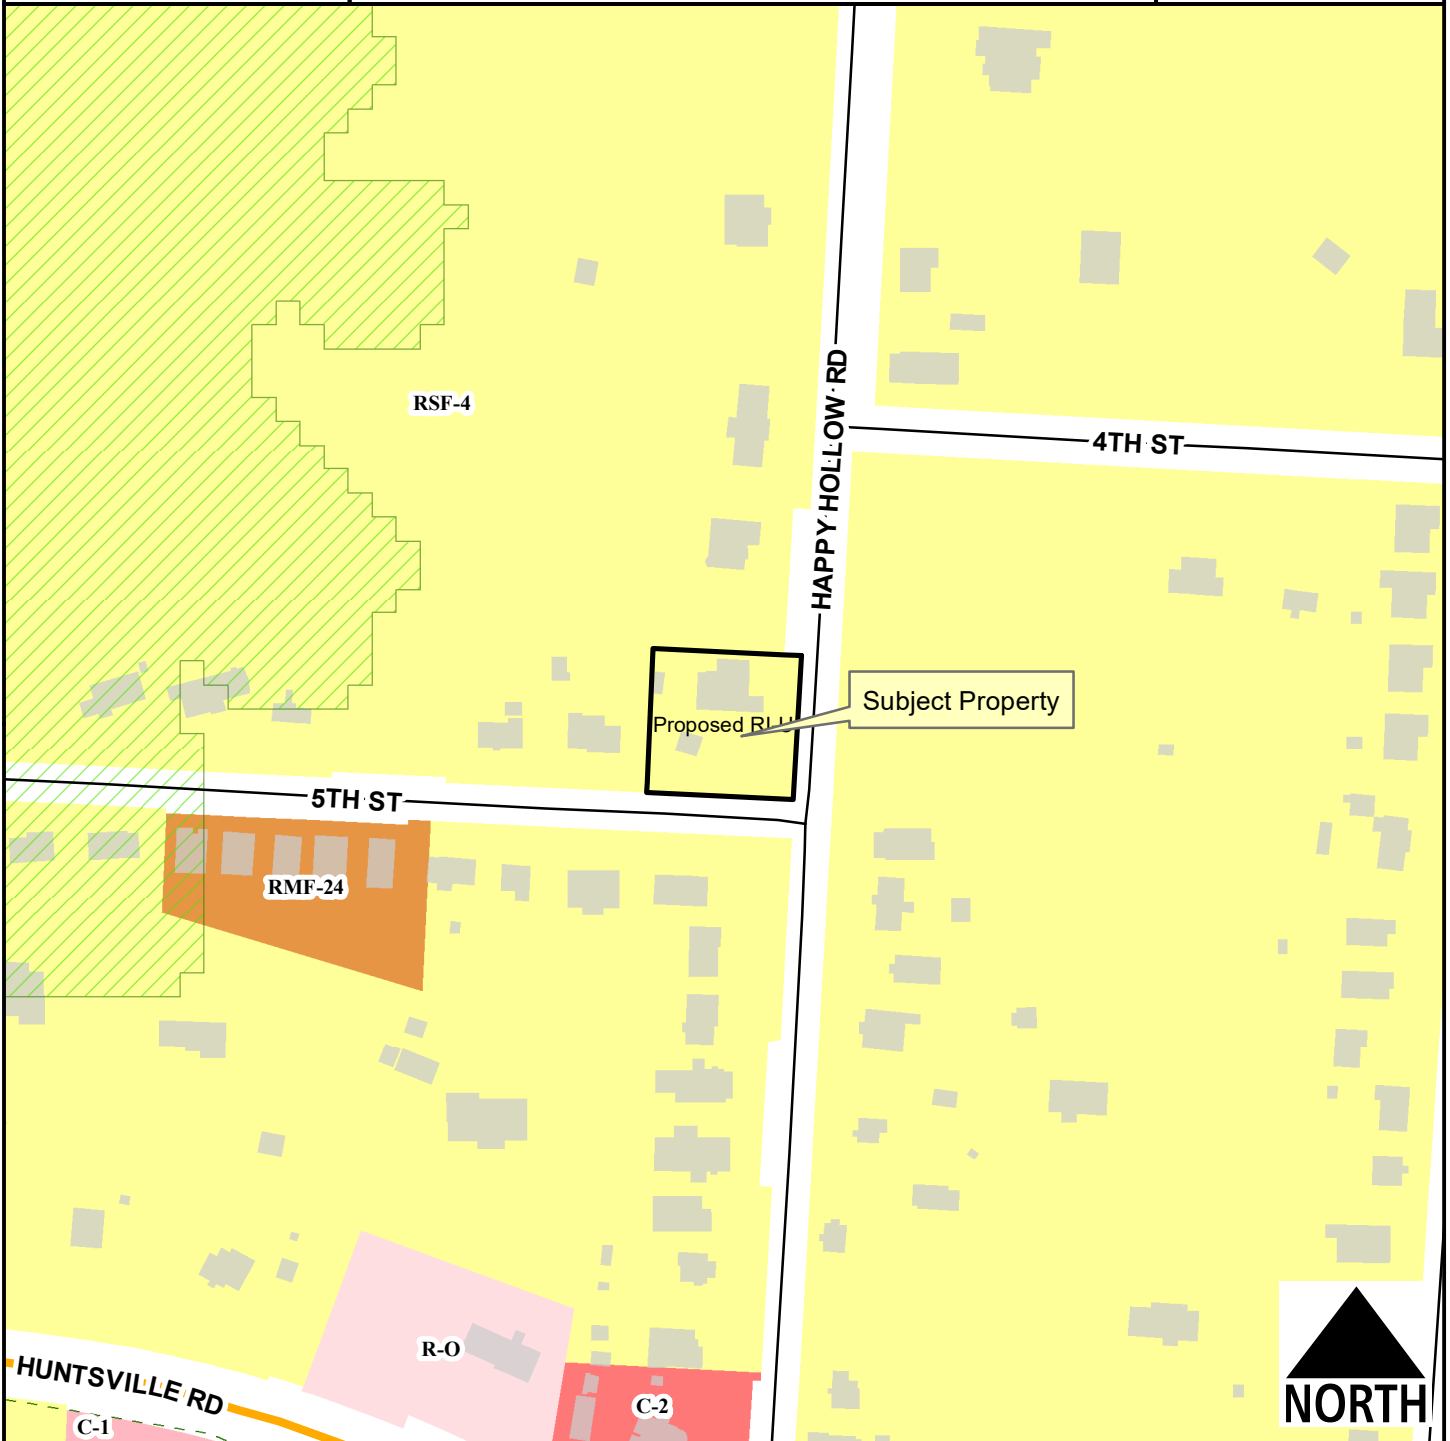 RSF-4
HAPPY HOLLOW RD
4TH ST
Subject Property
Proposed RI-U
5TH ST
RMF-24
R-O
HUNTSVILLE RD
C-2
C-1
NORTH